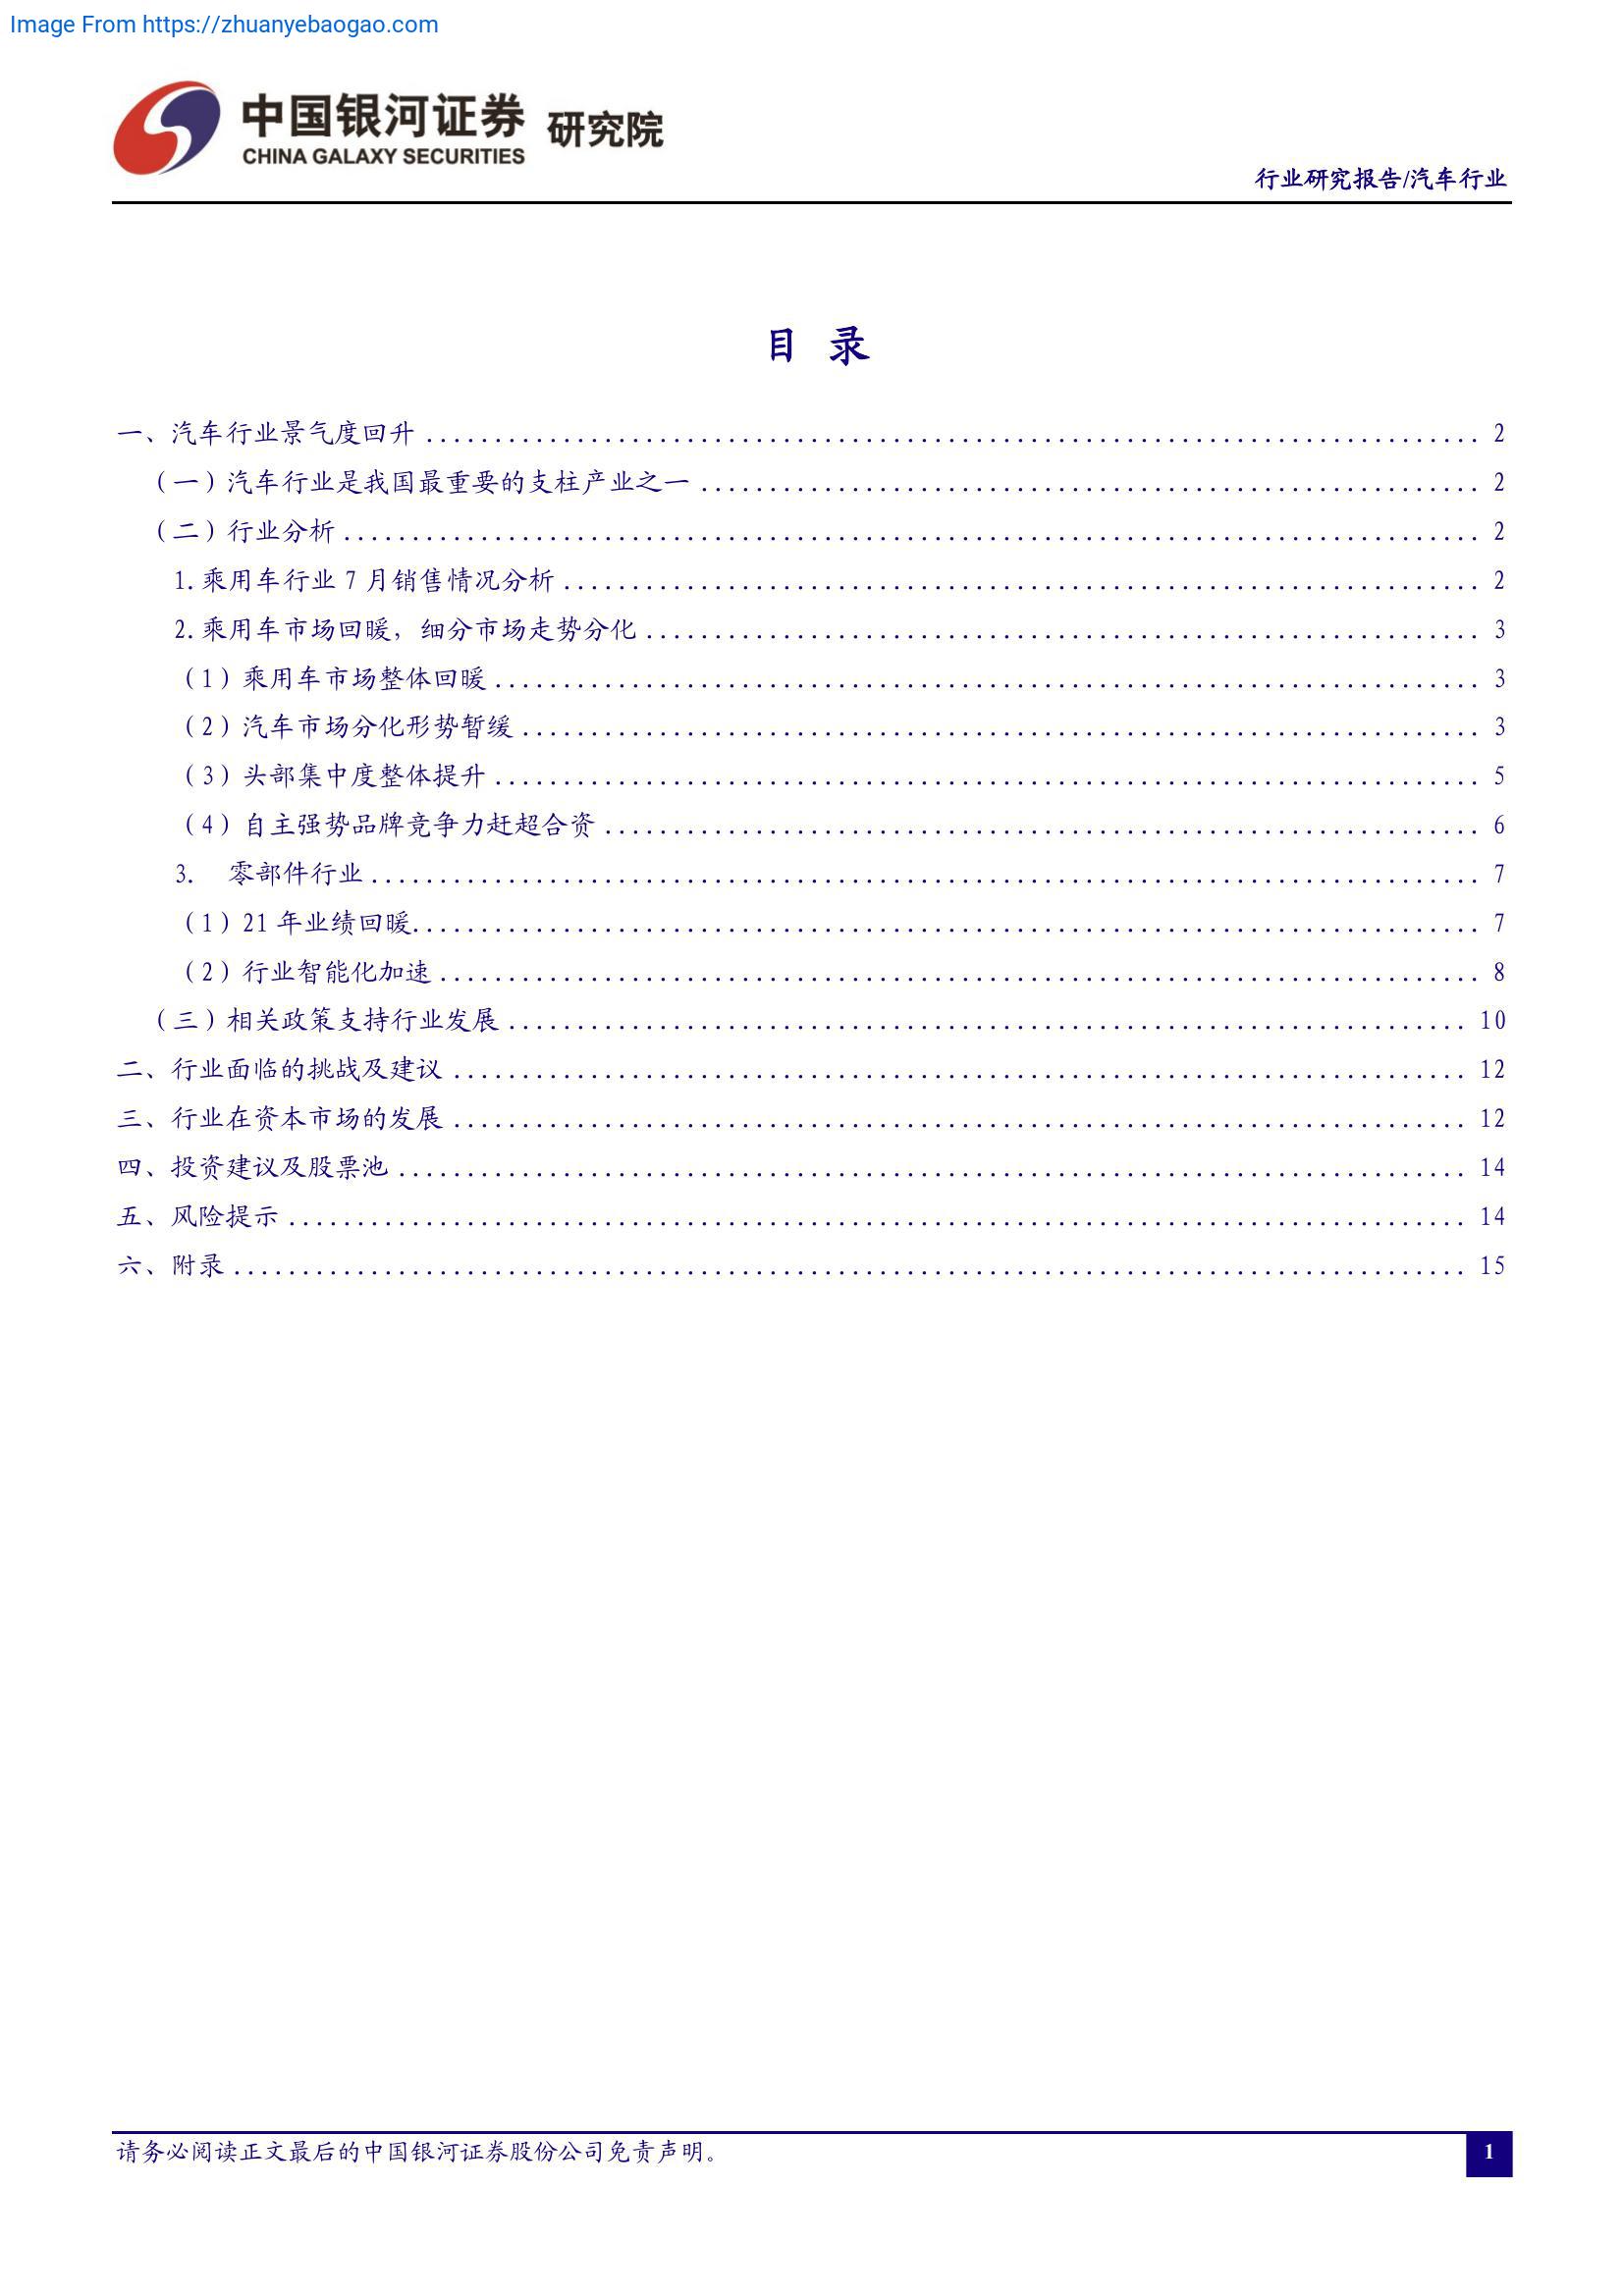 Image From https://zhuanyebaogao.com
中国银河证券 研究院
CHINA GALAXY SECURITIES
行业研究报告/汽车行业
目 录
一、汽车行业景气度回升 ........ 2
（一）汽车行业是我国最重要的支柱产业之一 ........ 2
（二）行业分析 ........ 2
1.乘用车行业 7 月销售情况分析 ........ 2
2.乘用车市场回暖，细分市场走势分化 ........ 3
（1）乘用车市场整体回暖 ........ 3
（2）汽车市场分化形势暂缓 ........ 3
（3）头部集中度整体提升 ........ 5
（4）自主强势品牌竞争力赶超合资 ........ 6
3. 零部件行业 ........ 7
（1）21 年业绩回暖........ 7
（2）行业智能化加速 ........ 8
（三）相关政策支持行业发展 ........ 10
二、行业面临的挑战及建议 ........ 12
三、行业在资本市场的发展 ........ 12
四、投资建议及股票池 ........ 14
五、风险提示 ........ 14
六、附录 ........ 15
请务必阅读正文最后的中国银河证券股份公司免责声明。
1